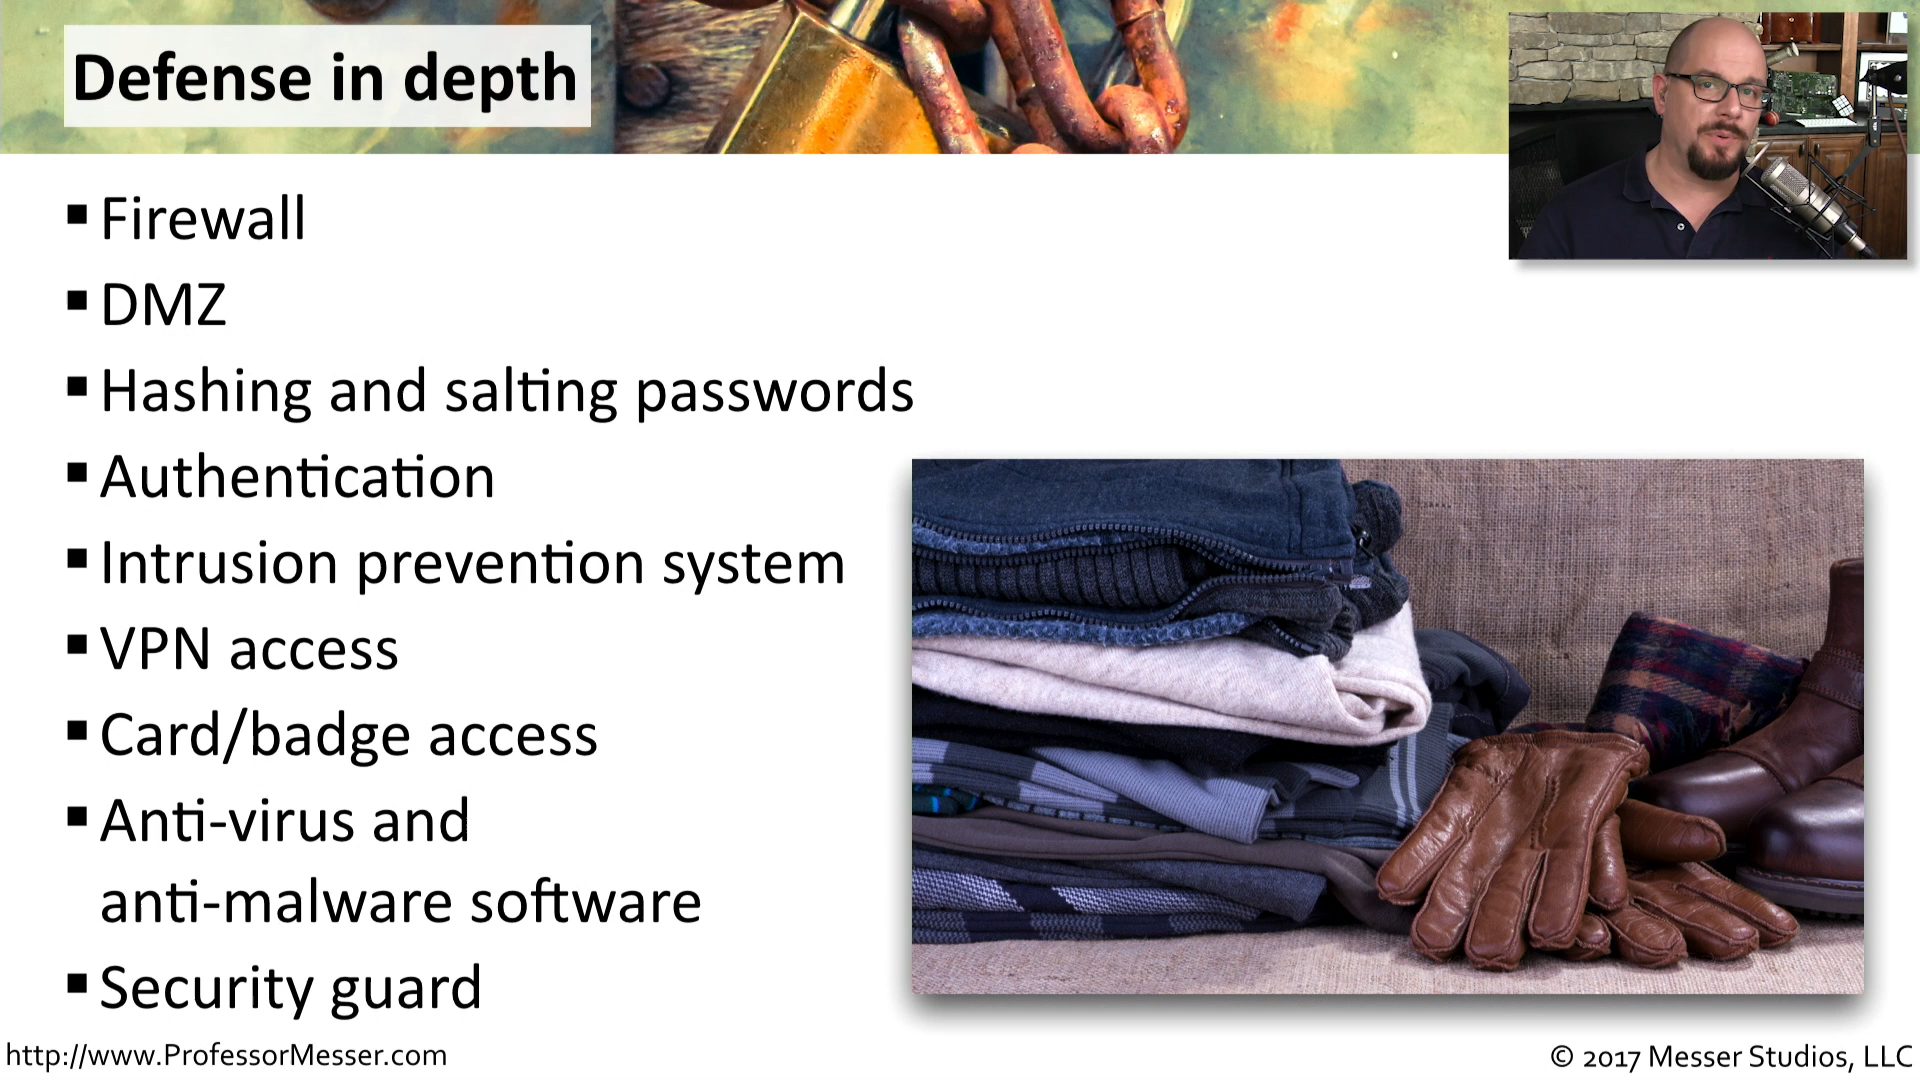 Defense in depth
▪ Firewall
▪ DMZ
▪ Hashing and salting passwords
▪ Authentication
▪ Intrusion prevention system
▪ VPN access
▪ Card/badge access
▪ Anti-virus and
anti-malware software
▪ Security guard
http://www.ProfessorMesser.com
© 2017 Messer Studios, LLC